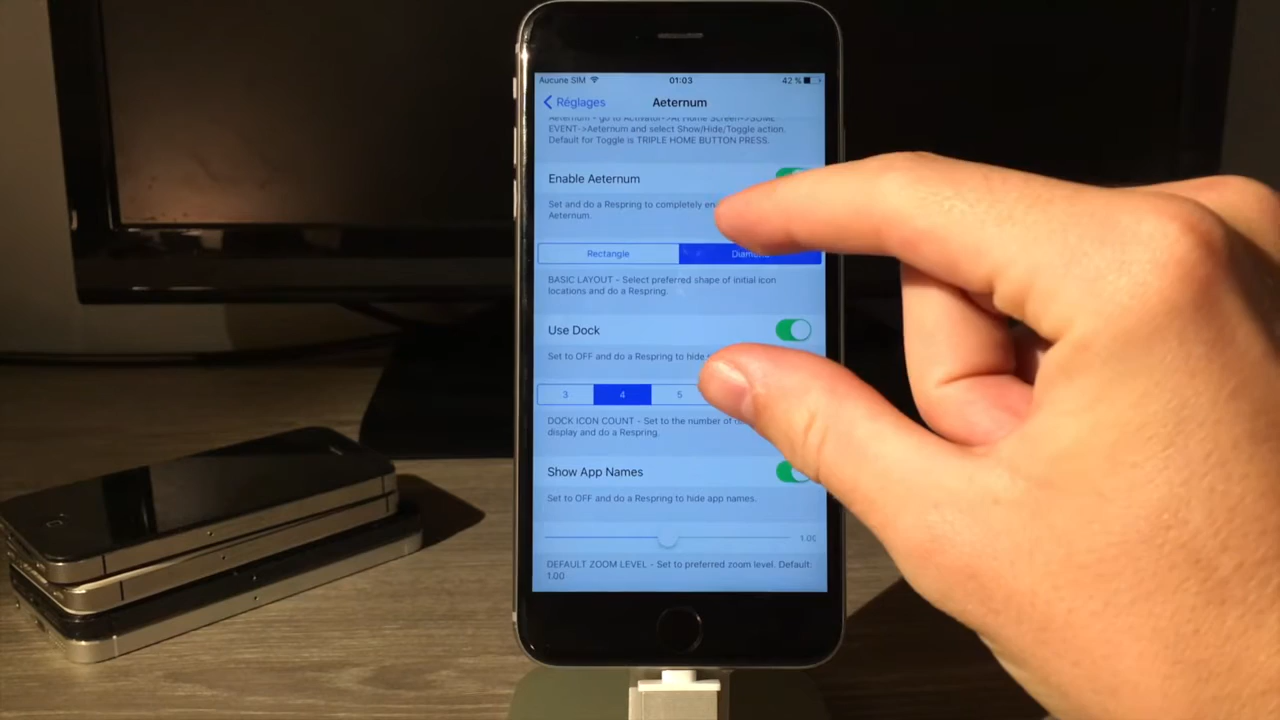 Aucune SIM 01:03 42 %
Réglages Aeternum
Aeternum - go to Activator->At Home Screen->SOME
EVENT->Aeternum and select Show/Hide/Toggle action.
Default for Toggle is TRIPLE HOME BUTTON PRESS.
Enable Aeternum
Set and do a Respring to completely
Aeternum.
Rectangle Diamond
BASIC LAYOUT - Select preferred shape of initial icon
locations and do a Respring.
Use Dock
Set to OFF and do a Respring to hide
3 4 5
DOCK ICON COUNT - Set to the number of
display and do a Respring.
Show App Names
Set to OFF and do a Respring to hide app names.
1.00
DEFAULT ZOOM LEVEL - Set to preferred zoom level. Default:
1.00